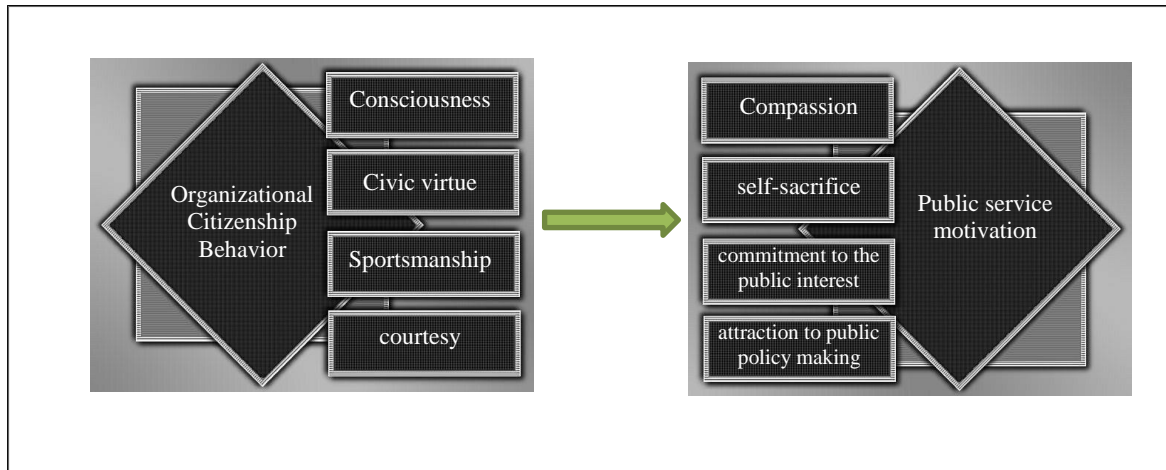 Organizational
Citizenship
Behavior
Consciousness
Civic virtue
Sportsmanship
courtesy
Compassion
self-sacrifice
commitment to the
public interest
attraction to public
policy making
Public service
motivation